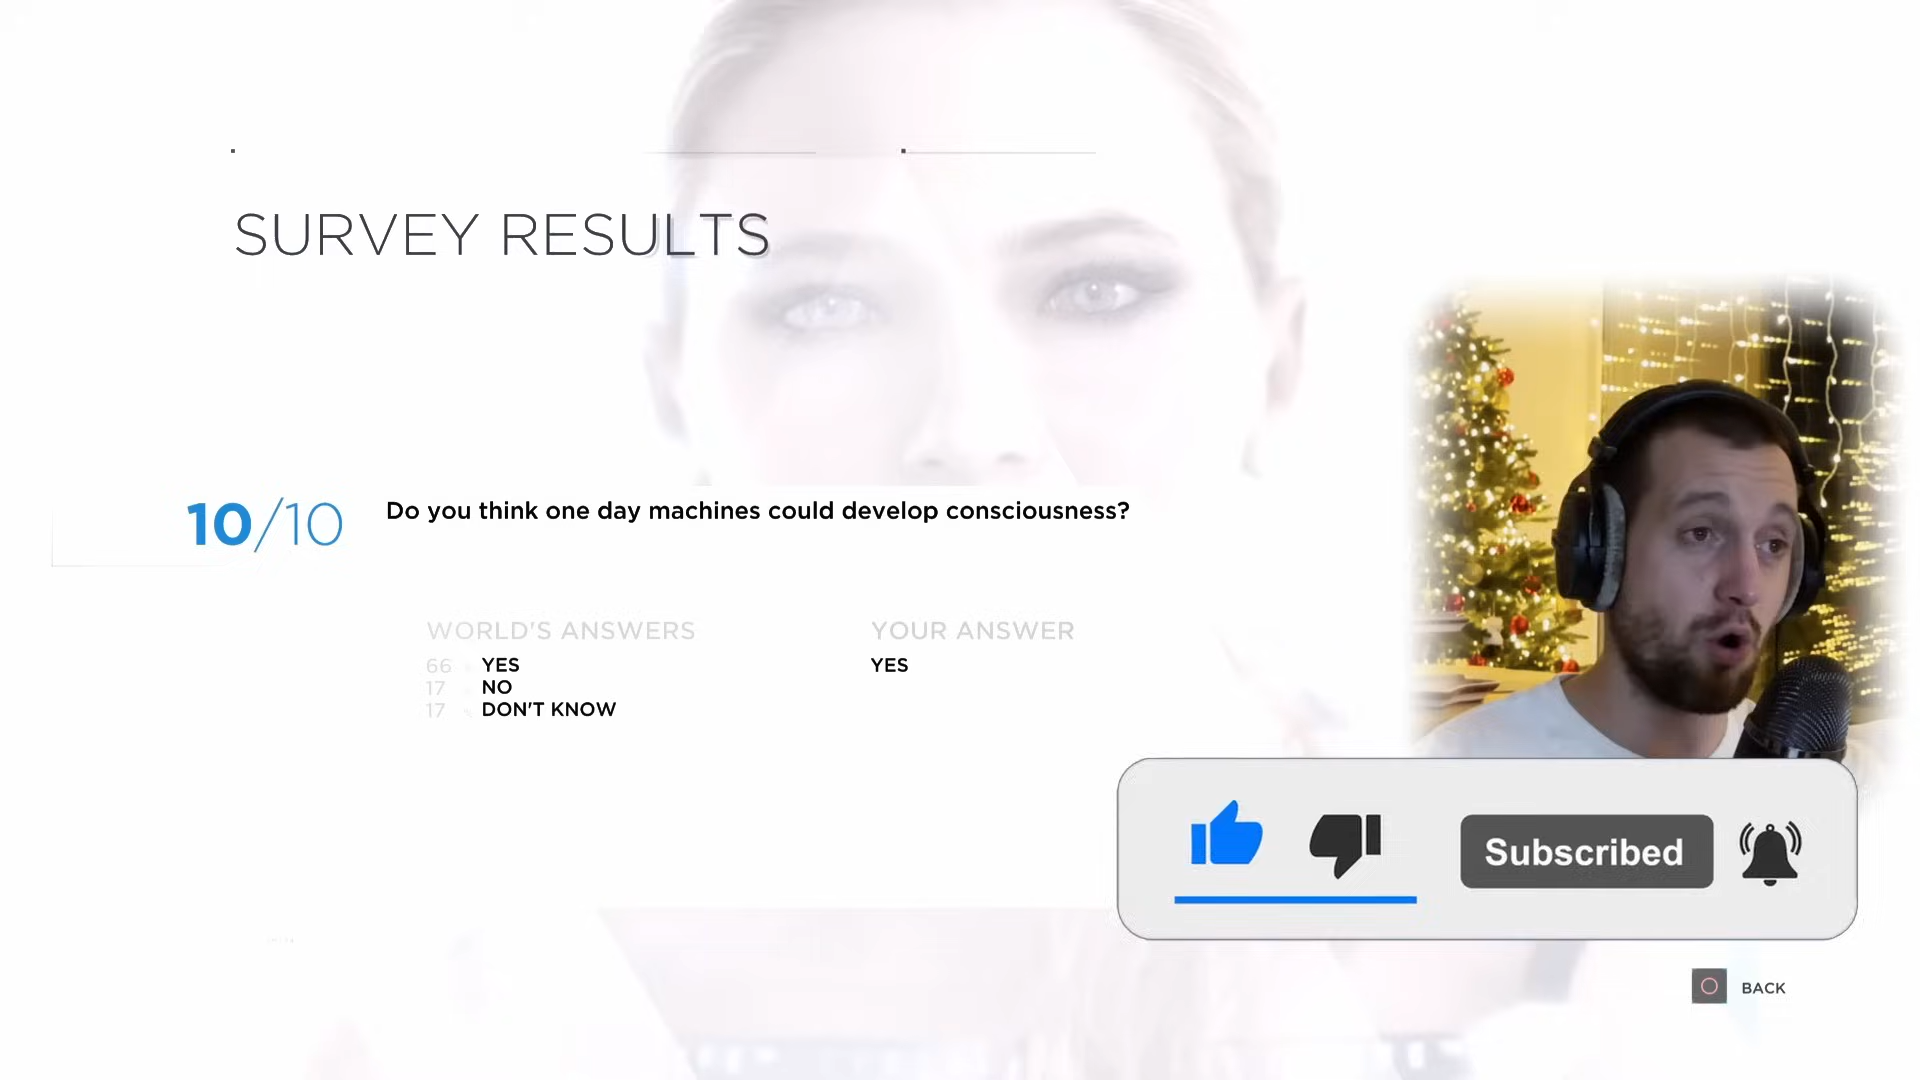 SURVEY RESULTS
10/10 Do you think one day machines could develop consciousness?
WORLD'S ANSWERS YOUR ANSWER
66 YES YES
17 NO
17 DON'T KNOW
Subscribed
BACK